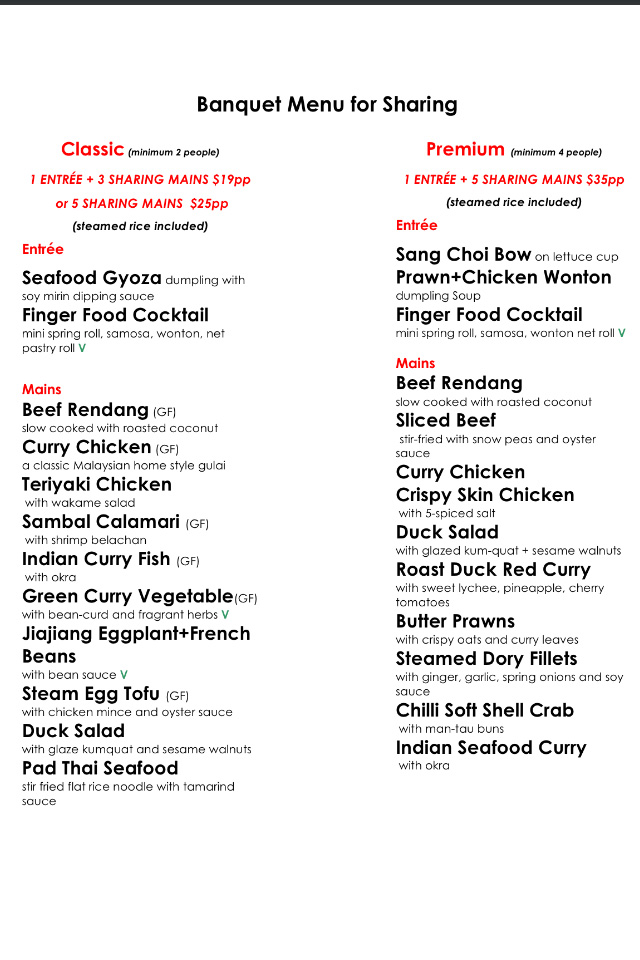 Banquet Menu for Sharing
Classic (minimum 2 people)
1 ENTRÉE + 3 SHARING MAINS $19pp
or 5 SHARING MAINS $25pp
(steamed rice included)
Entrée
Seafood Gyoza dumpling with
soy mirin dipping sauce
Finger Food Cocktail
mini spring roll, samosa, wonton, net
pastry roll V
Mains
Beef Rendang (GF)
slow cooked with roasted coconut
Curry Chicken (GF)
a classic Malaysian home style gulai
Teriyaki Chicken
with wakame salad
Sambal Calamari (GF)
with shrimp belachan
Indian Curry Fish (GF)
with okra
Green Curry Vegetable(GF)
with bean-curd and fragrant herbs V
Jiajiang Eggplant+French
Beans
with bean sauce V
Steam Egg Tofu (GF)
with chicken mince and oyster sauce
Duck Salad
with glaze kumquat and sesame walnuts
Pad Thai Seafood
stir fried flat rice noodle with tamarind
sauce
Premium (minimum 4 people)
1 ENTRÉE + 5 SHARING MAINS $35pp
(steamed rice included)
Entrée
Sang Choi Bow on lettuce cup
Prawn+Chicken Wonton
dumpling Soup
Finger Food Cocktail
mini spring roll, samosa, wonton net roll V
Mains
Beef Rendang
slow cooked with roasted coconut
Sliced Beef
stir-fried with snow peas and oyster
sauce
Curry Chicken
Crispy Skin Chicken
with 5-spiced salt
Duck Salad
with glazed kum-quat + sesame walnuts
Roast Duck Red Curry
with sweet lychee, pineapple, cherry
tomatoes
Butter Prawns
with crispy oats and curry leaves
Steamed Dory Fillets
with ginger, garlic, spring onions and soy
sauce
Chilli Soft Shell Crab
with man-tau buns
Indian Seafood Curry
with okra